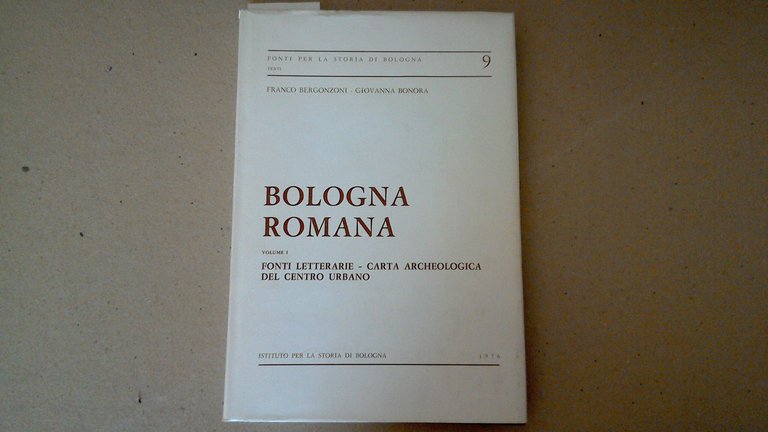 FONTI PER LA STORIA DI BOLOGNA 9
TESTI
FRANCO BERGONZONI - GIOVANNA BONORA
BOLOGNA
ROMANA
VOLUME I
FONTI LETTERARIE - CARTA ARCHEOLOGICA
DEL CENTRO URBANO
ISTITUTO PER LA STORIA DI BOLOGNA 1976